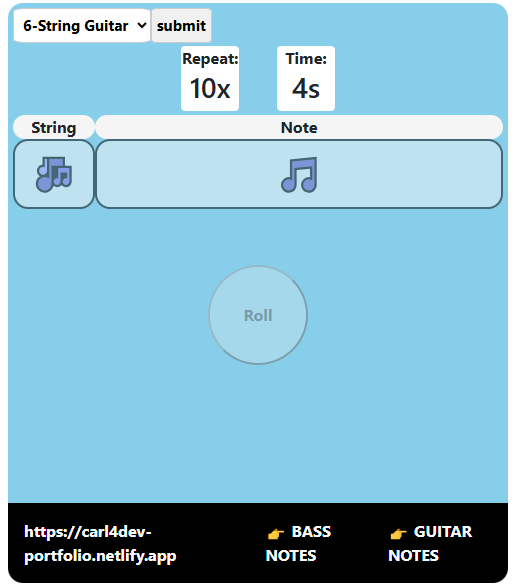 6-String Guitar submit
Repeat: Time:
10x 4s
String Note
Roll
https://carl4dev-
portfolio.netlify.app
👉 BASS
NOTES
👉 GUITAR
NOTES